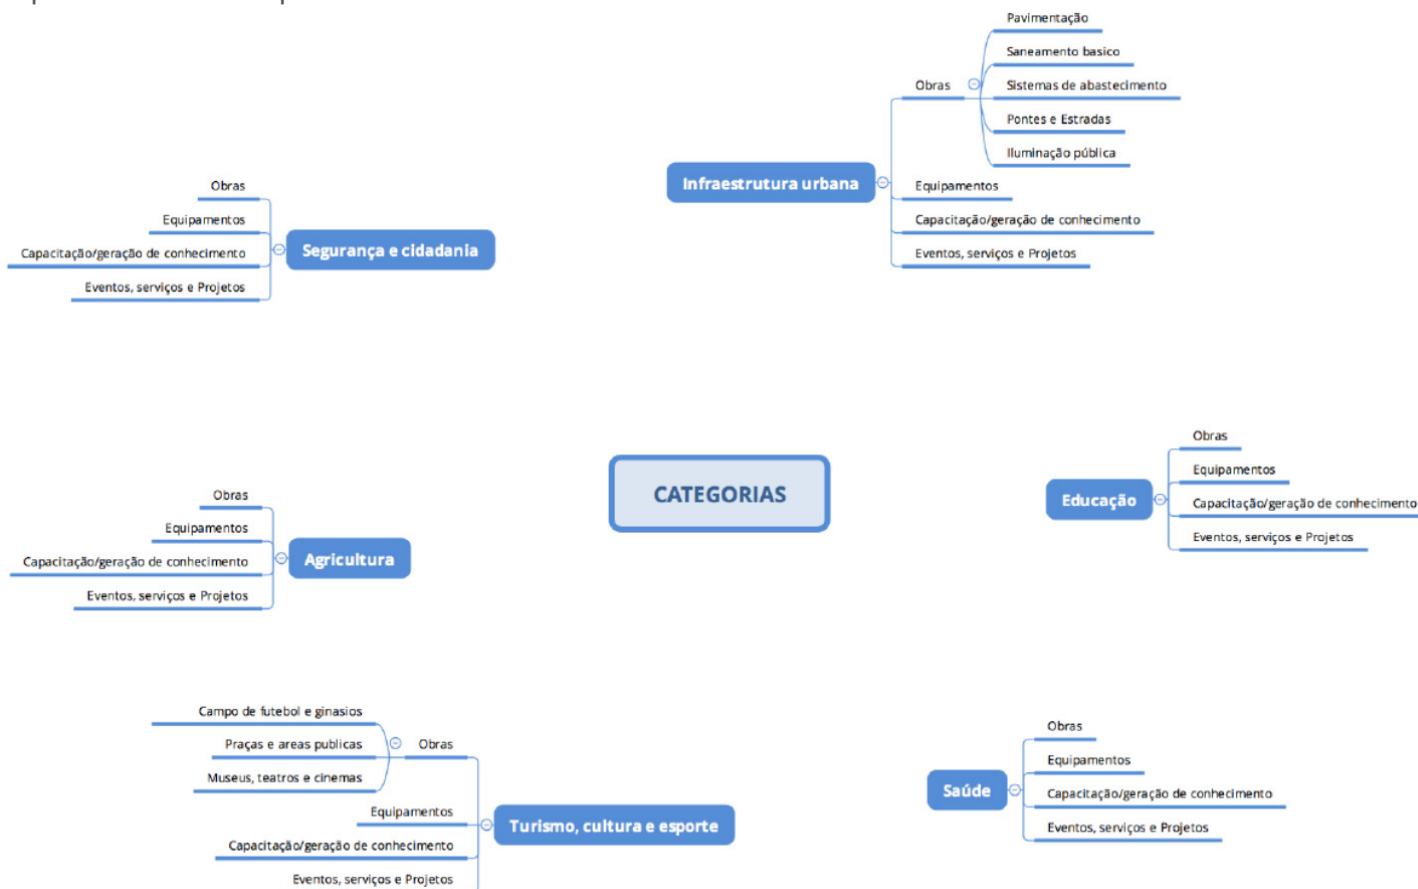 Pavimentação
Saneamento basico
Obras
Sistemas de abastecimento
Pontes e Estradas
Iluminação pública
Infraestrutura urbana
Equipamentos
Capacitação/geração de conhecimento
Eventos, serviços e Projetos
Obras
Equipamentos
Capacitação/geração de conhecimento
Eventos, serviços e Projetos
Segurança e cidadania
CATEGORIAS
Obras
Equipamentos
Educação
Capacitação/geração de conhecimento
Eventos, serviços e Projetos
Obras
Equipamentos
Capacitação/geração de conhecimento
Eventos, serviços e Projetos
Agricultura
Campo de futebol e ginasios
Praças e areas publicas
Museus, teatros e cinemas
Obras
Equipamentos
Capacitação/geração de conhecimento
Eventos, serviços e Projetos
Turismo, cultura e esporte
Obras
Equipamentos
Saúde
Capacitação/geração de conhecimento
Eventos, serviços e Projetos